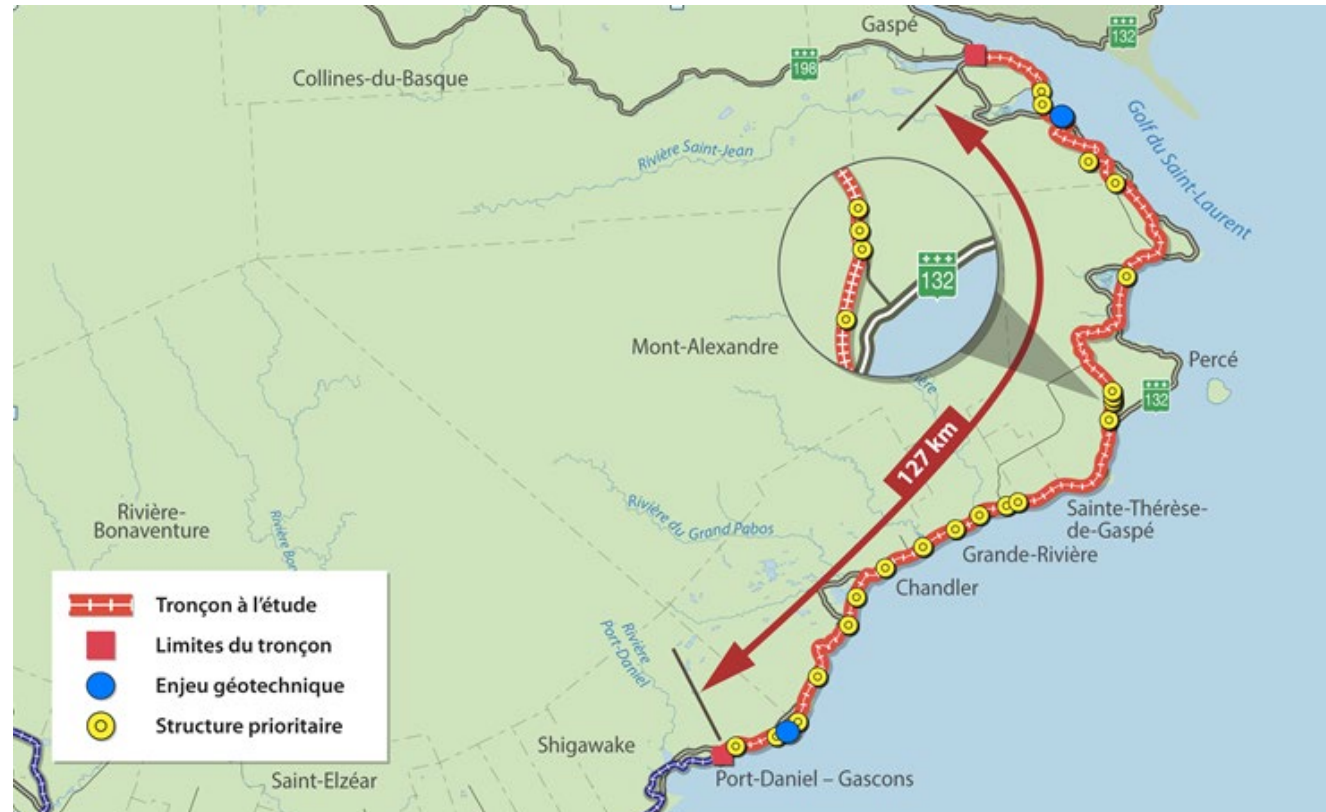 Gaspé
132
198
Collines-du-Basque
Golf du Saint-Laurent
Rivière Saint-Jean
132
Mont-Alexandre
Percé
132
127 km
Rivière-
Bonaventure
Rivière du Grand Pabos
Sainte-Thérèse-
de-Gaspé
Grande-Rivière
Chandler
Rivière
Port-Daniel
Tronçon à l'étude
Limites du tronçon
Enjeu géotechnique
Structure prioritaire
Shigawake
Port-Daniel – Gascons
Saint-Elzéar